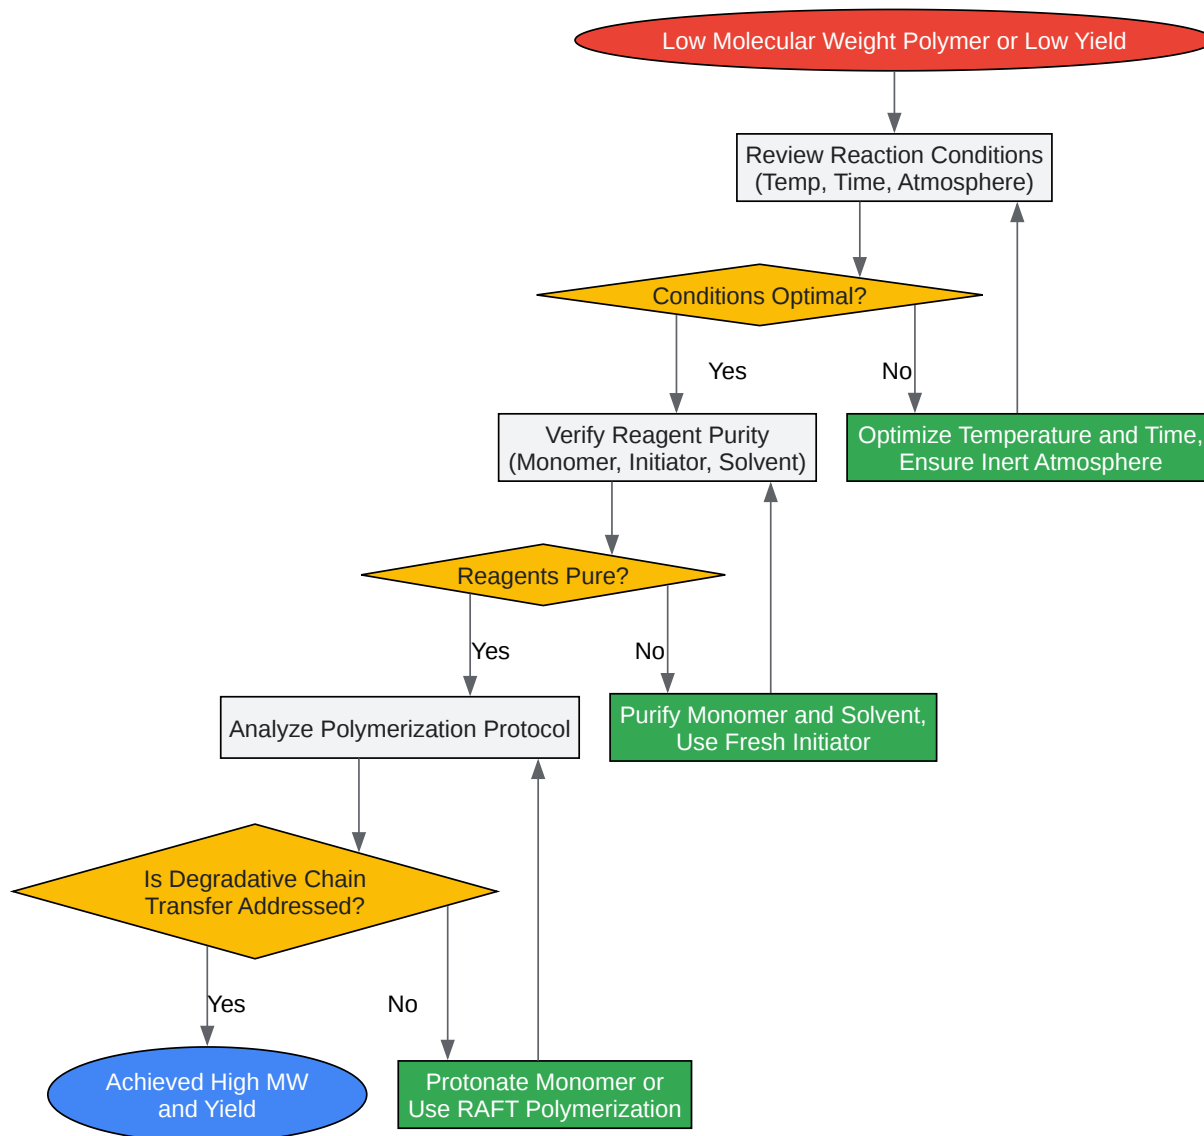 Low Molecular Weight Polymer or Low Yield
Review Reaction Conditions
(Temp, Time, Atmosphere)
Conditions Optimal?
Yes
No
Verify Reagent Purity
(Monomer, Initiator, Solvent)
Optimize Temperature and Time,
Ensure Inert Atmosphere
Reagents Pure?
Yes
No
Analyze Polymerization Protocol
Purify Monomer and Solvent,
Use Fresh Initiator
Is Degradative Chain
Transfer Addressed?
Yes
No
Achieved High MW
and Yield
Protonate Monomer or
Use RAFT Polymerization